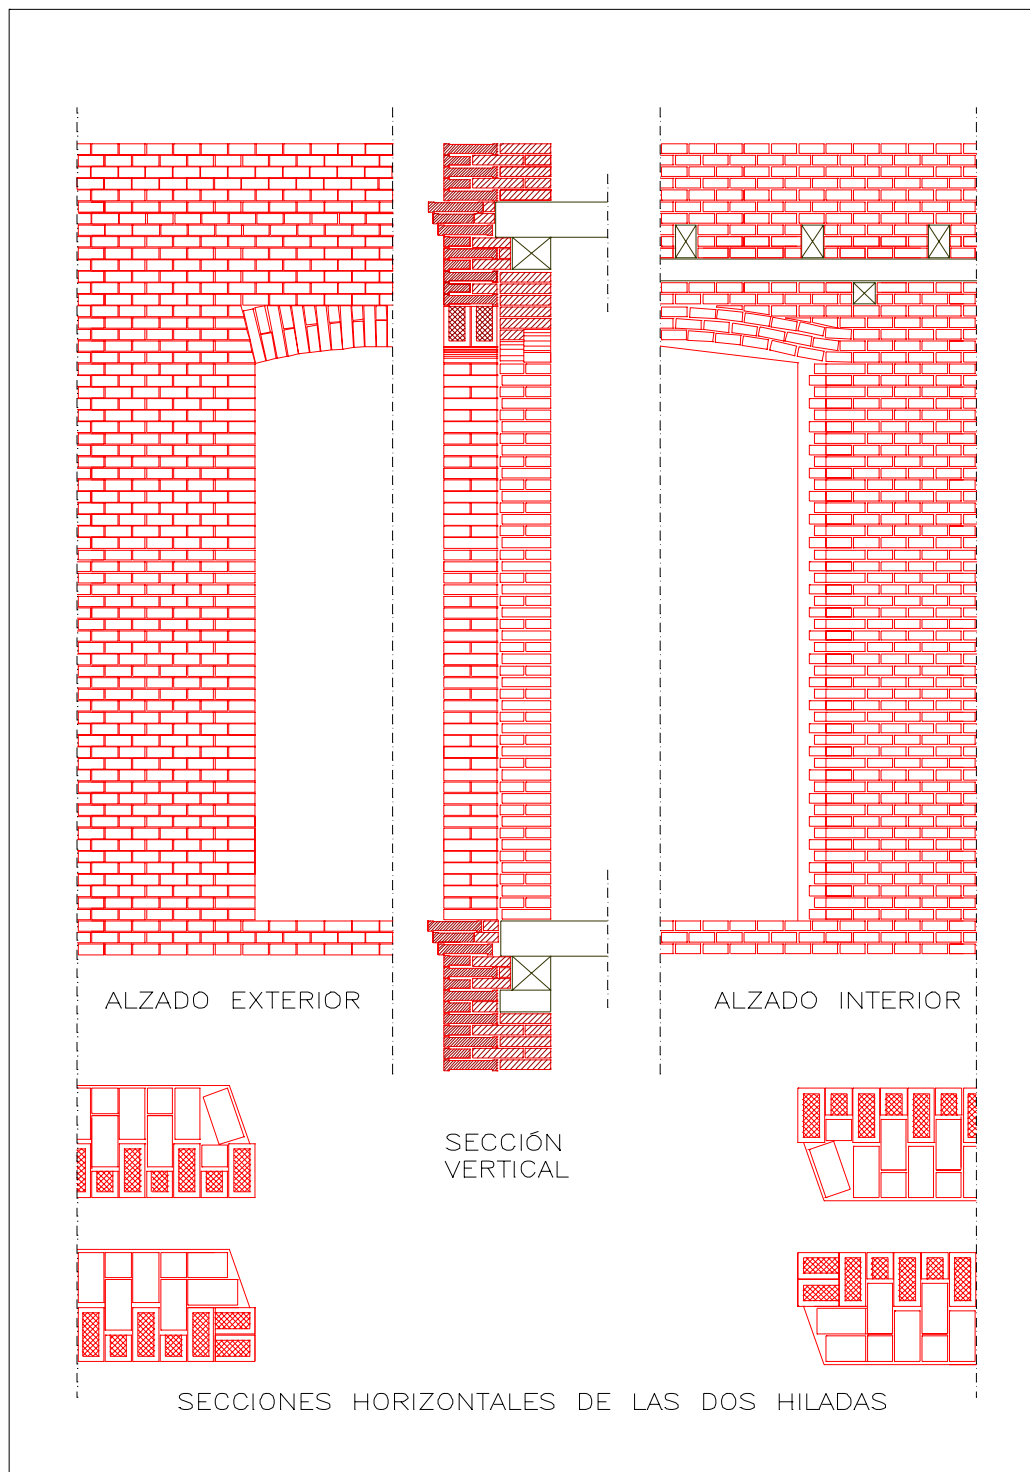 ALZADO EXTERIOR
ALZADO INTERIOR
SECCIÓN
VERTICAL
SECCIONES HORIZONTALES DE LAS DOS HILADAS